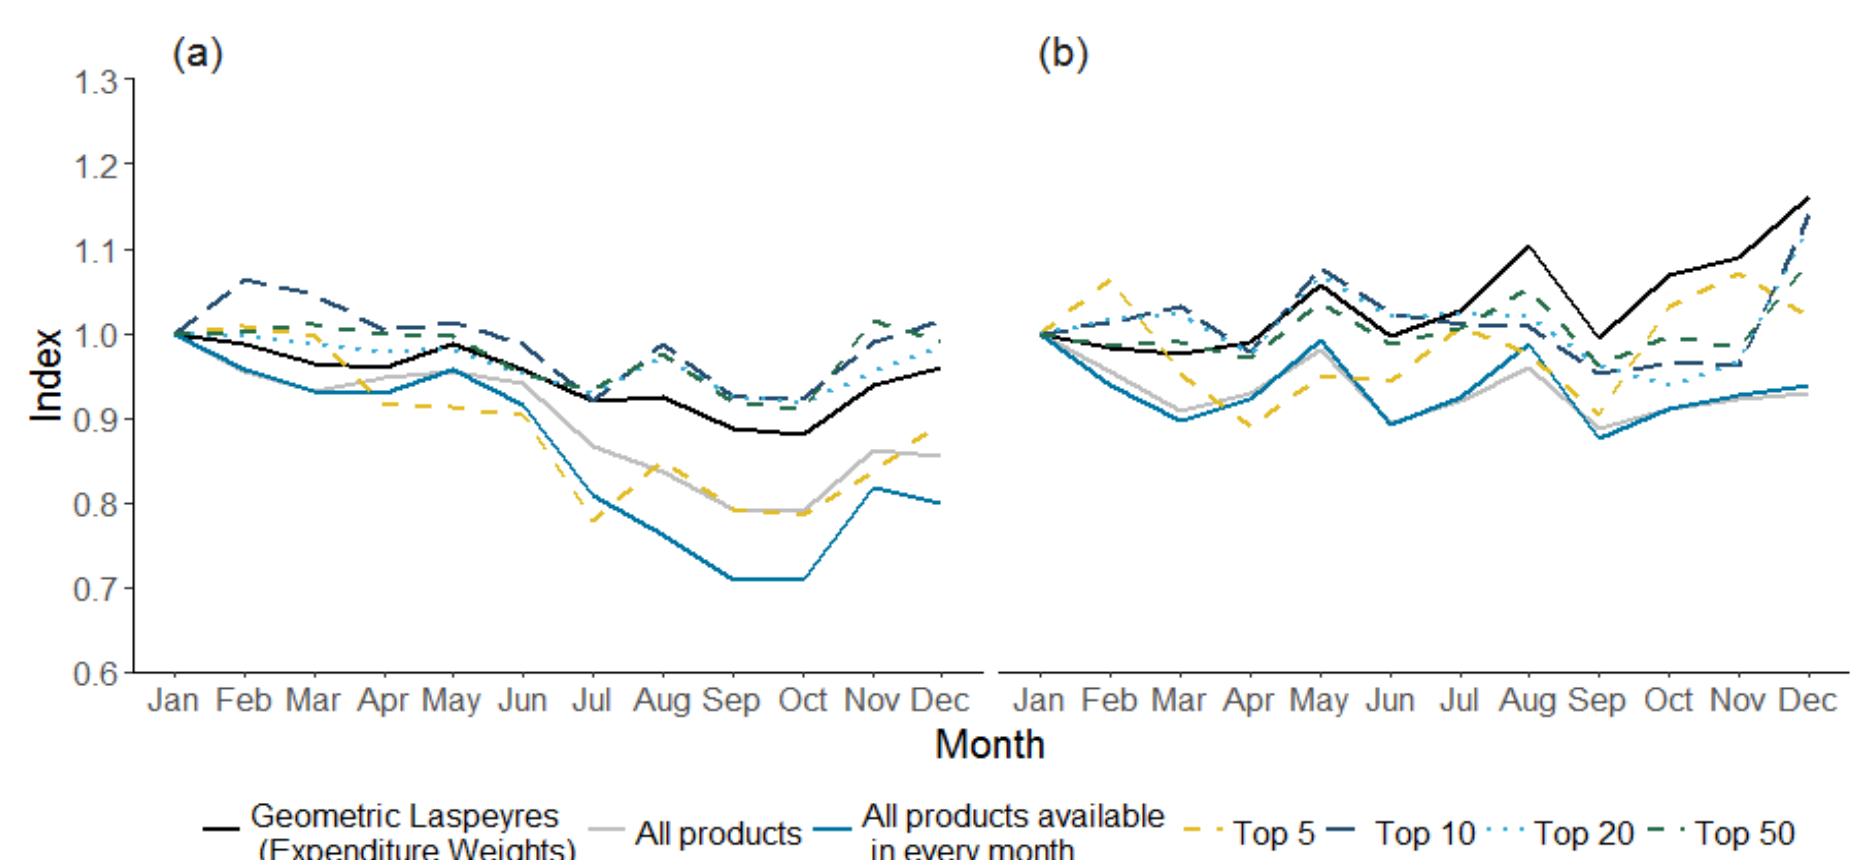 (a) (b)
1.3
1.2
1.1
1.0
0.9
0.8
0.7
0.6
Index
Jan Feb Mar Apr May Jun Jul Aug Sep Oct Nov Dec Jan Feb Mar Apr May Jun Jul Aug Sep Oct Nov Dec
Month
Geometric Laspeyres
(Expenditure Weights)
All products
All products available
in every month
Top 5
Top 10
Top 20
Top 50